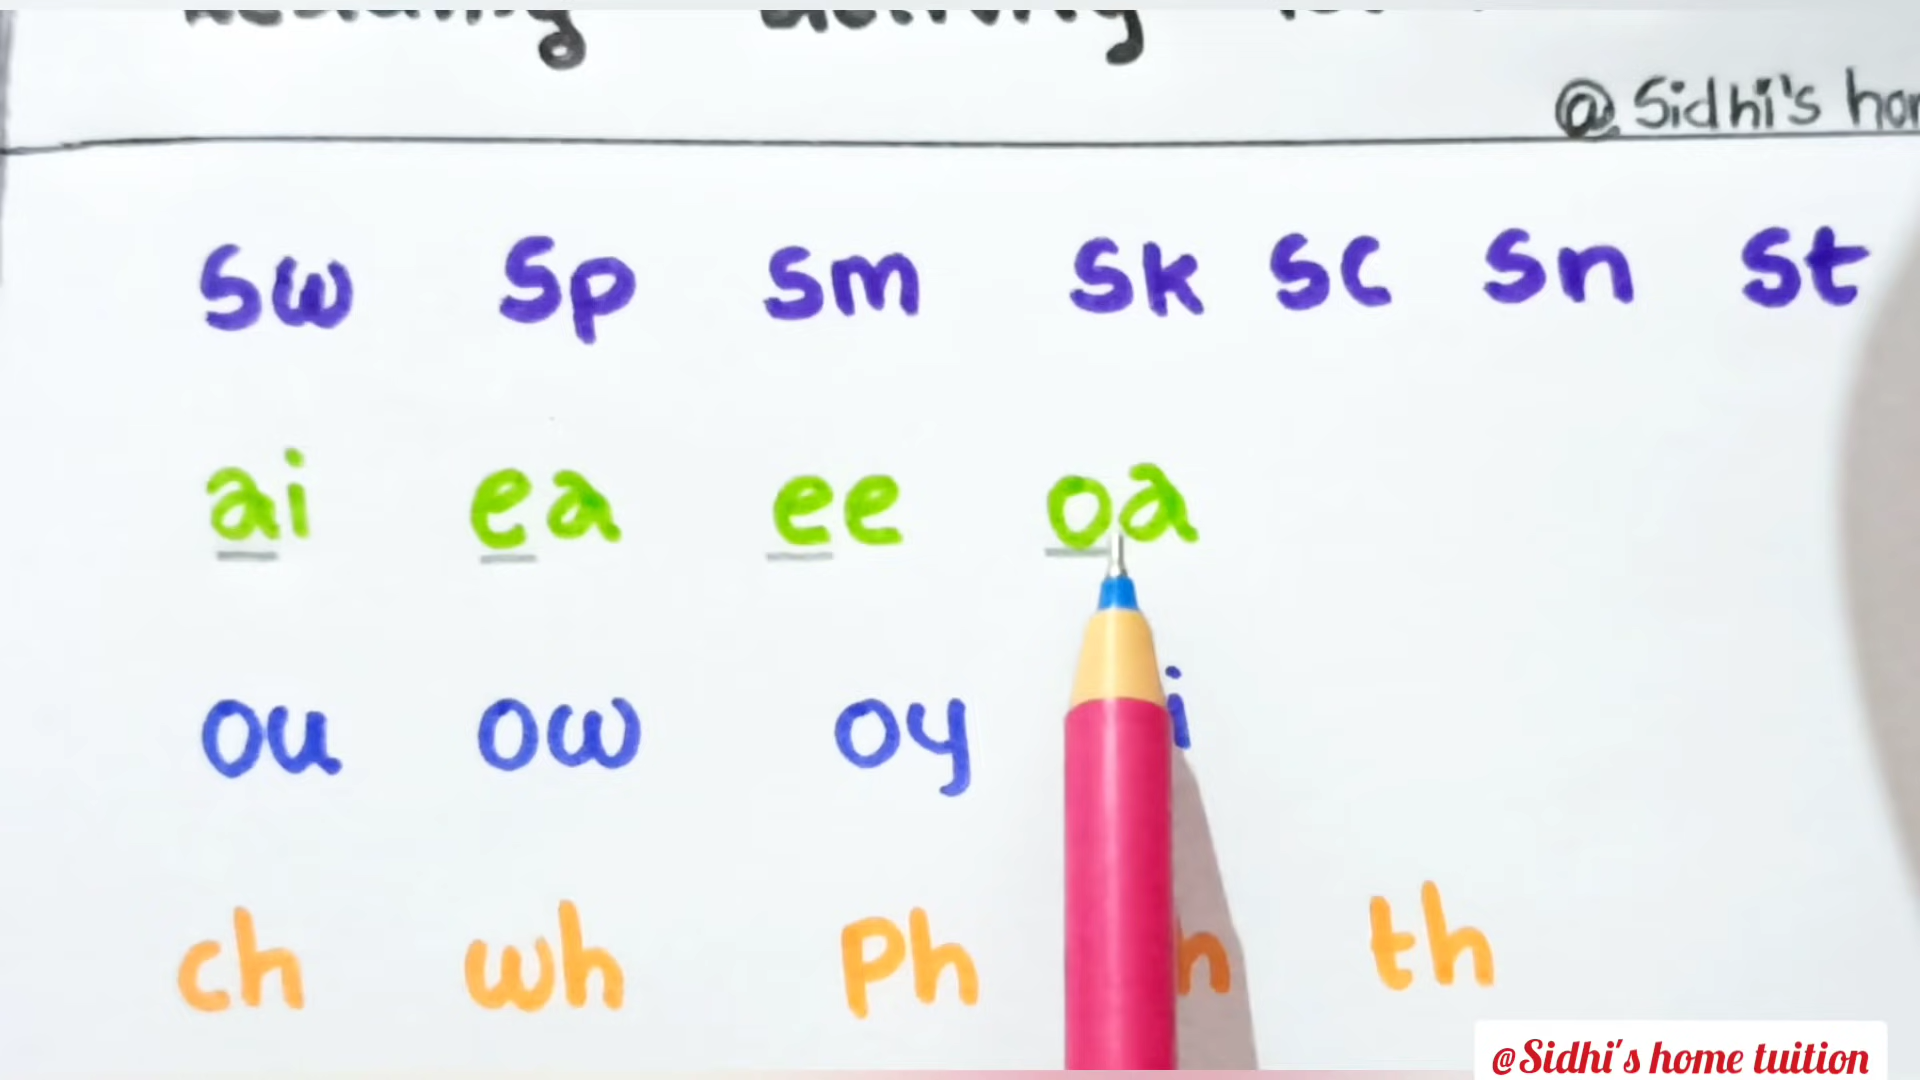 @ Sidhi's
sw sp sm sk sc sn st
ai ea ee oa
ou ow oy
ch wh Ph th
@Sidhi's home tuition